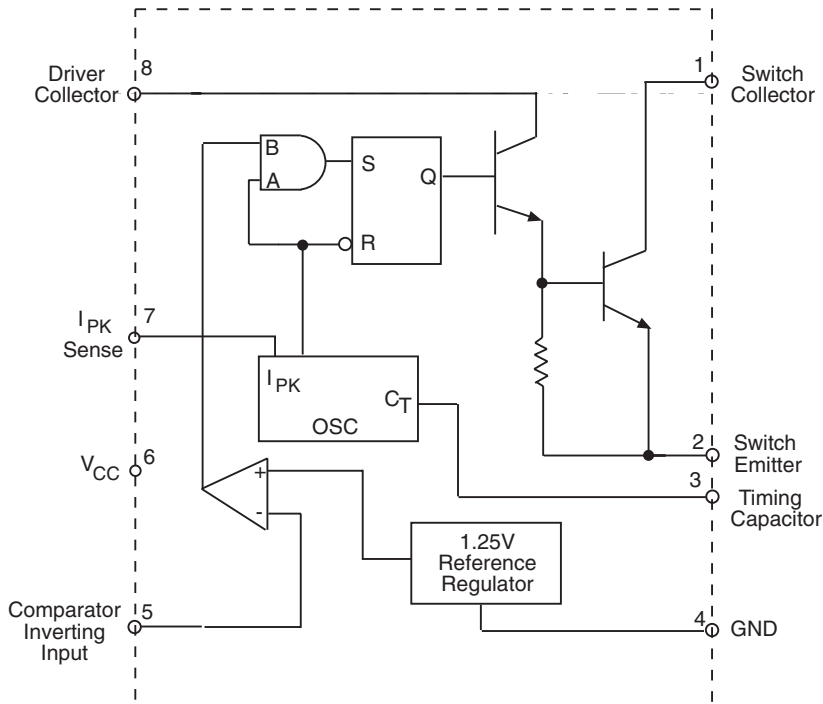 8
Driver
Collector
1
Switch
Collector
B
A
S
Q
R
7
I PK
Sense
I PK
C T
OSC
V CC
6
+
-
2
Switch
Emitter
3
Timing
Capacitor
1.25V
Reference
Regulator
Comparator
Inverting
Input
5
4
GND